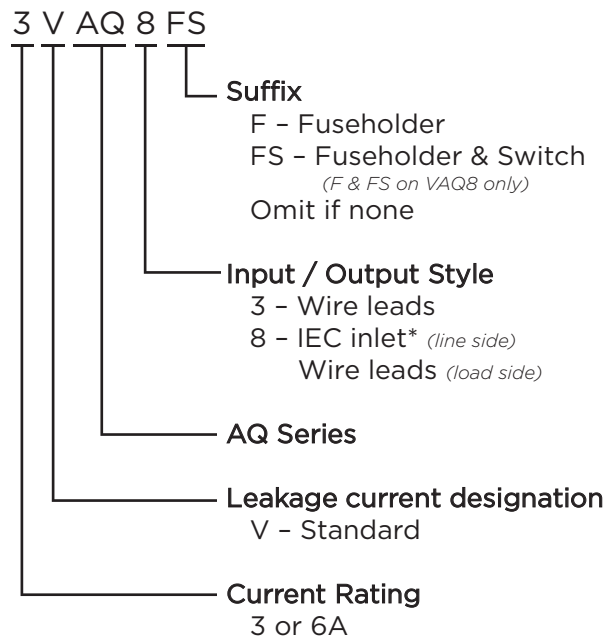 3 V AQ 8 FS
Suffix
F – Fuseholder
FS – Fuseholder & Switch
(F & FS on VAQ8 only)
Omit if none
Input / Output Style
3 – Wire leads
8 – IEC inlet* (line side)
Wire leads (load side)
AQ Series
Leakage current designation
V – Standard
Current Rating
3 or 6A